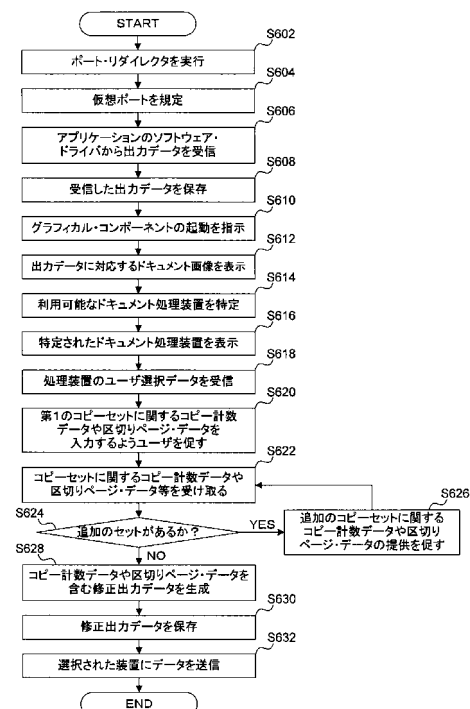 START
S602
ポート・リダイレクタを実行
S604
仮想ポートを規定
S606
アプリケーションのソフトウェア・
ドライバから出力データを受信
S608
受信した出力データを保存
S610
グラフィカル・コンポーネントの起動を指示
S612
出力データに対応するドキュメント画像を表示
S614
利用可能なドキュメント処理装置を特定
S616
特定されたドキュメント処理装置を表示
S618
処理装置のユーザ選択データを受信
S620
第1のコピーセットに関するコピー計数
データや区切りページ・データを
入力するようユーザを促す
S622
コピーセットに関するコピー計数データや
区切りページ・データ等を受け取る
S624
追加のセットがあるか?
YES
S626
追加のコピーセットに関する
コピー計数データや区切り
ページ・データの提供を促す
NO
S628
コピー計数データや区切りページ・データを
含む修正出力データを生成
S630
修正出力データを保存
S632
選択された装置にデータを送信
END